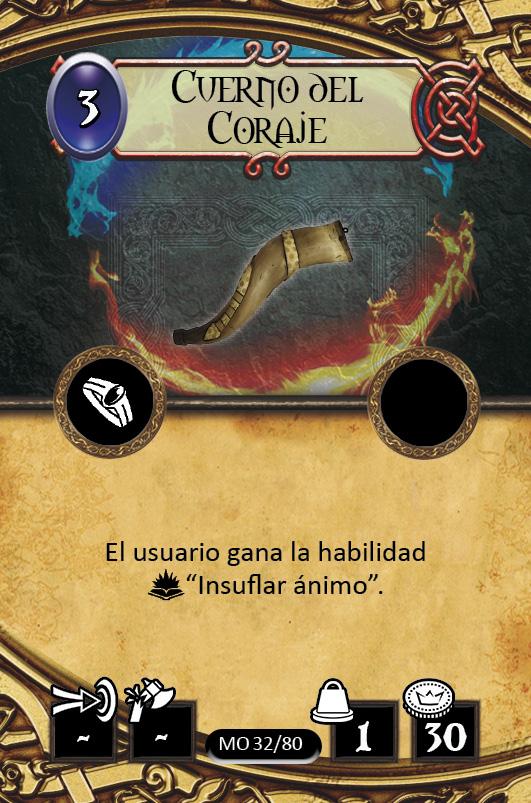 3
Cuerno del
Coraje
El usuario gana la habilidad
“Insuflar ánimo”.
~
~
MO 32/80
1
30